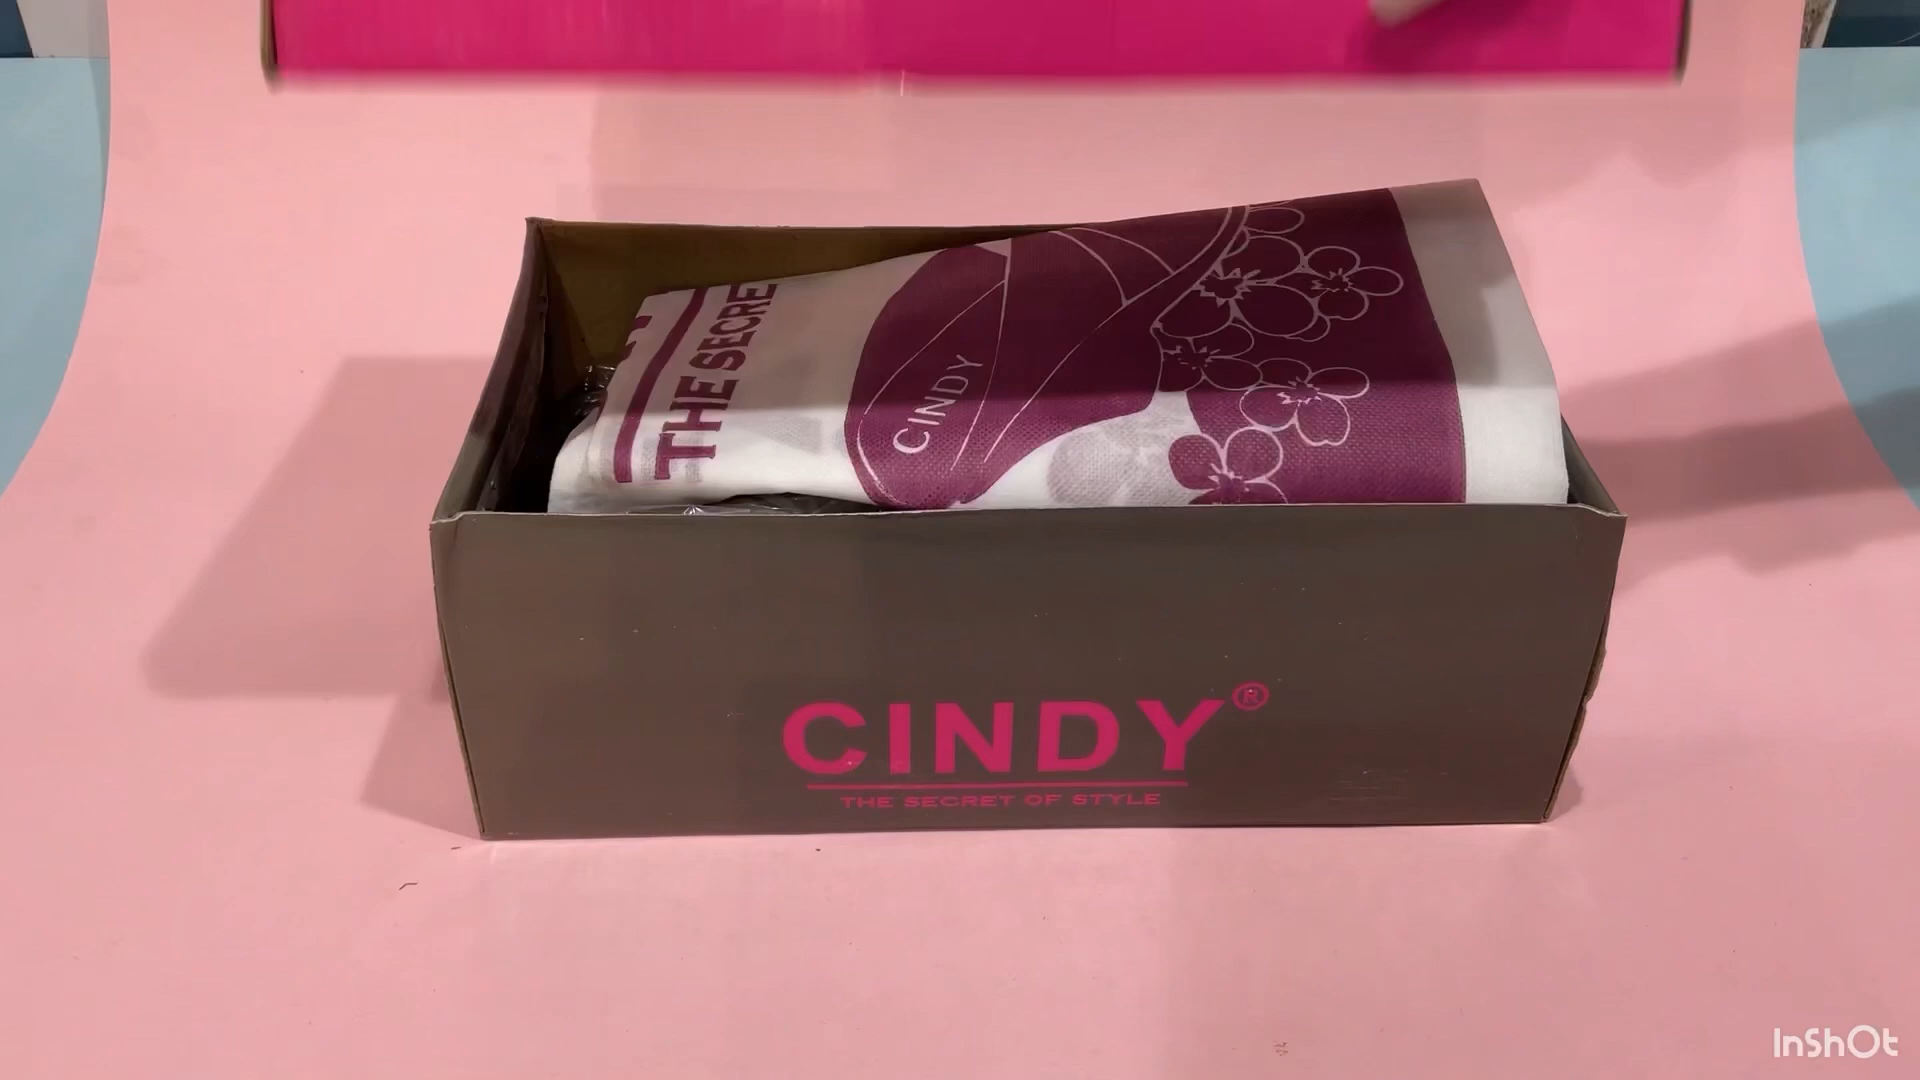 THE SECRE
CINDY
CINDY®
THE SECRET OF STYLE
InShOt